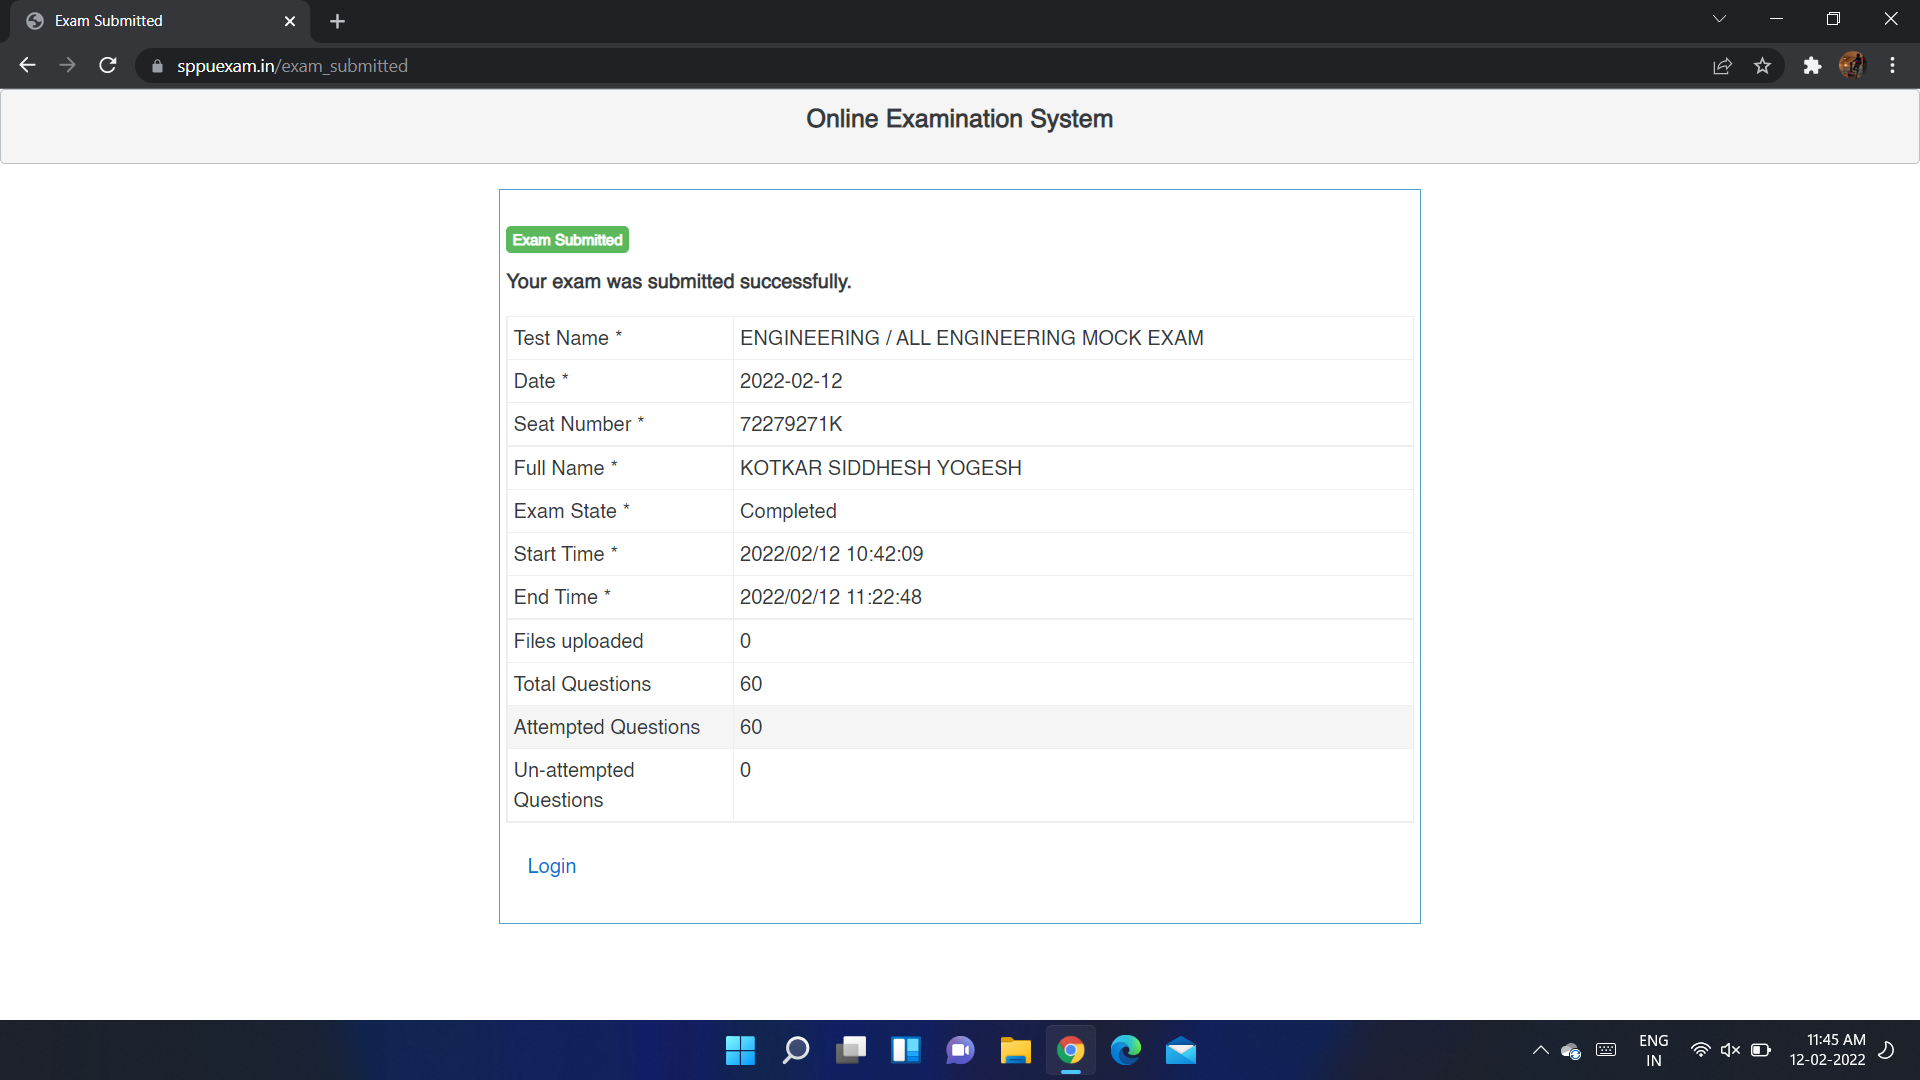 Exam Submitted
sppuexam.in/exam_submitted
Online Examination System
Exam Submitted
Your exam was submitted successfully.
Test Name * ENGINEERING / ALL ENGINEERING MOCK EXAM
Date * 2022-02-12
Seat Number * 72279271K
Full Name * KOTKAR SIDDHESH YOGESH
Exam State * Completed
Start Time * 2022/02/12 10:42:09
End Time * 2022/02/12 11:22:48
Files uploaded 0
Total Questions 60
Attempted Questions 60
Un-attempted 0
Questions
Login
ENG 11:45 AM
IN 12-02-2022